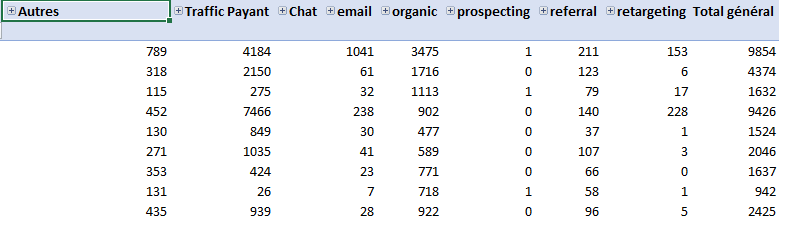 Autres Traffic Payant Chat email organic prospecting referral retargeting Total général
789 4184 1041 3475 1 211 153 9854
318 2150 61 1716 0 123 6 4374
115 275 32 1113 1 79 17 1632
452 7466 238 902 0 140 228 9426
130 849 30 477 0 37 1 1524
271 1035 41 589 0 107 3 2046
353 424 23 771 0 66 0 1637
131 26 7 718 1 58 1 942
435 939 28 922 0 96 5 2425